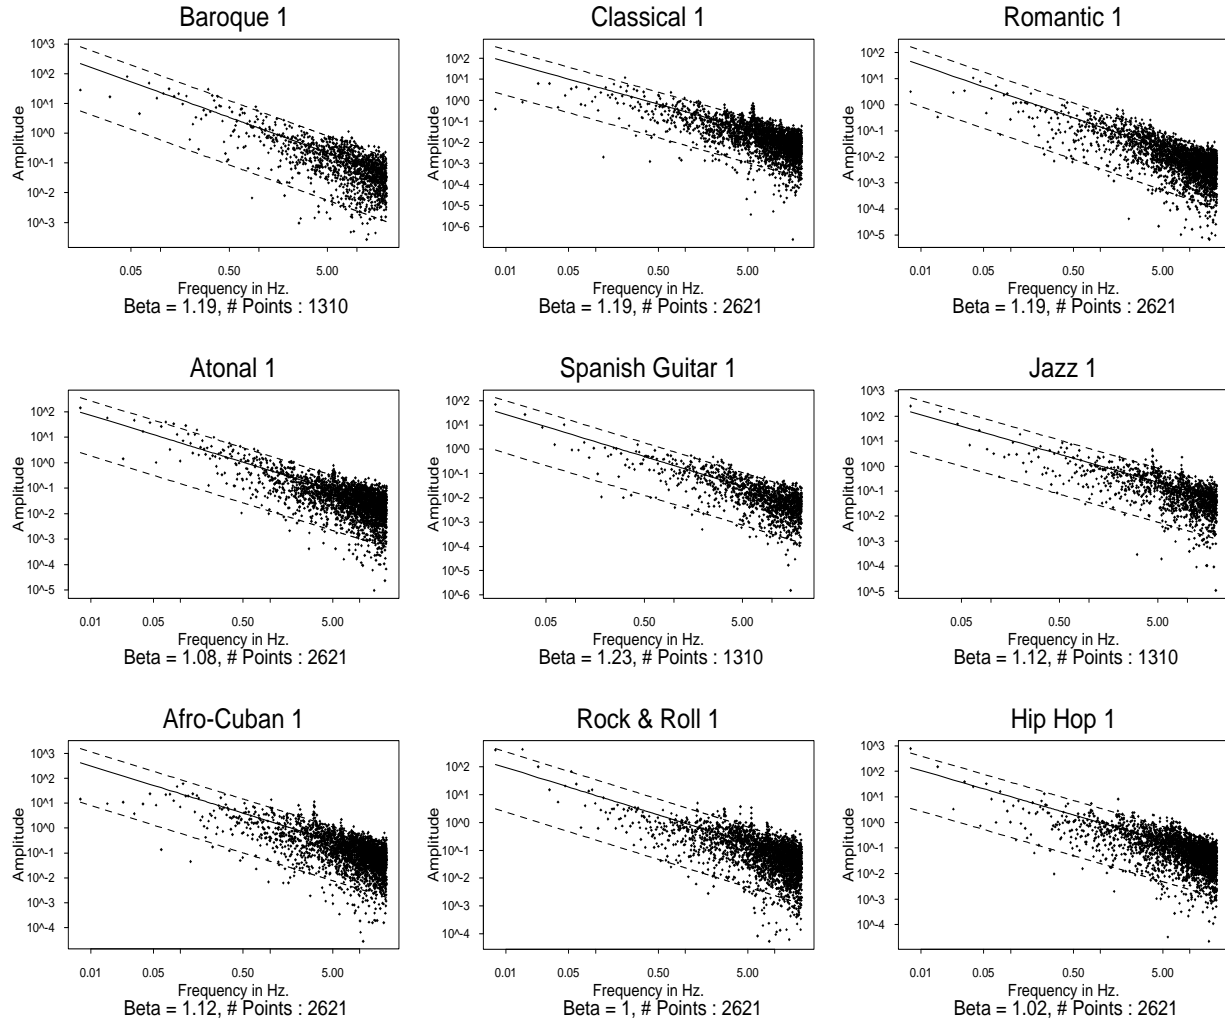 Baroque 1
Amplitude
10^3
10^2
10^1
10^0
10^-1
10^-2
10^-3
0.05 0.50 5.00
Frequency in Hz.
Beta = 1.19, # Points : 1310
Classical 1
Amplitude
10^2
10^1
10^0
10^-1
10^-2
10^-3
10^-4
10^-5
10^-6
0.01 0.05 0.50 5.00
Frequency in Hz.
Beta = 1.19, # Points : 2621
Romantic 1
Amplitude
10^2
10^1
10^0
10^-1
10^-2
10^-3
10^-4
10^-5
0.01 0.05 0.50 5.00
Frequency in Hz.
Beta = 1.19, # Points : 2621
Atonal 1
Amplitude
10^2
10^1
10^0
10^-1
10^-2
10^-3
10^-4
10^-5
0.01 0.05 0.50 5.00
Frequency in Hz.
Beta = 1.08, # Points : 2621
Spanish Guitar 1
Amplitude
10^2
10^1
10^0
10^-1
10^-2
10^-3
10^-4
10^-5
10^-6
0.05 0.50 5.00
Frequency in Hz.
Beta = 1.23, # Points : 1310
Jazz 1
Amplitude
10^3
10^2
10^1
10^0
10^-1
10^-2
10^-3
10^-4
10^-5
0.05 0.50 5.00
Frequency in Hz.
Beta = 1.12, # Points : 1310
Afro-Cuban 1
Amplitude
10^3
10^2
10^1
10^0
10^-1
10^-2
10^-3
10^-4
0.01 0.05 0.50 5.00
Frequency in Hz.
Beta = 1.12, # Points : 2621
Rock & Roll 1
Amplitude
10^2
10^1
10^0
10^-1
10^-2
10^-3
10^-4
0.01 0.05 0.50 5.00
Frequency in Hz.
Beta = 1, # Points : 2621
Hip Hop 1
Amplitude
10^3
10^2
10^1
10^0
10^-1
10^-2
10^-3
10^-4
0.01 0.05 0.50 5.00
Frequency in Hz.
Beta = 1.02, # Points : 2621